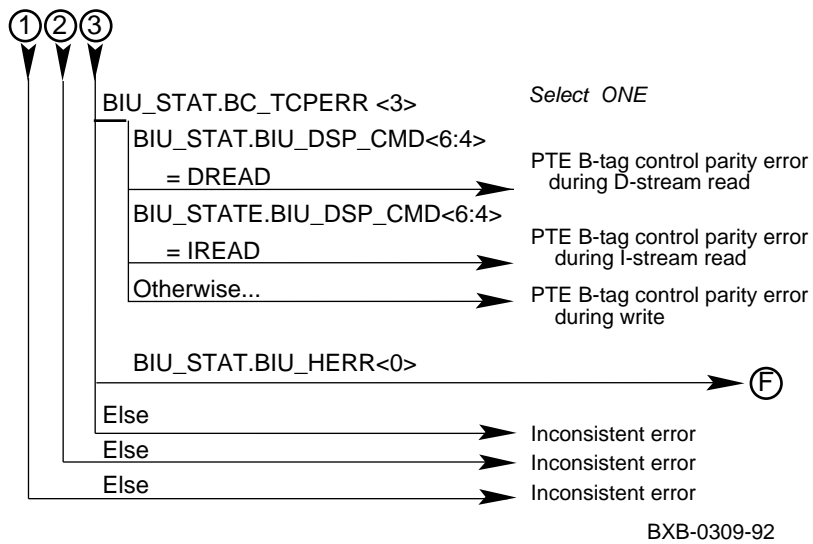 1 2 3
BIU_STAT.BC_TCPERR <3>
Select ONE
BIU_STAT.BIU_DSP_CMD<6:4>
= DREAD
PTE B-tag control parity error
during D-stream read
BIU_STATE.BIU_DSP_CMD<6:4>
= IREAD
PTE B-tag control parity error
during I-stream read
Otherwise...
PTE B-tag control parity error
during write
BIU_STAT.BIU_HERR<0>
F
Else
Inconsistent error
Else
Inconsistent error
Else
Inconsistent error
BXB-0309-92